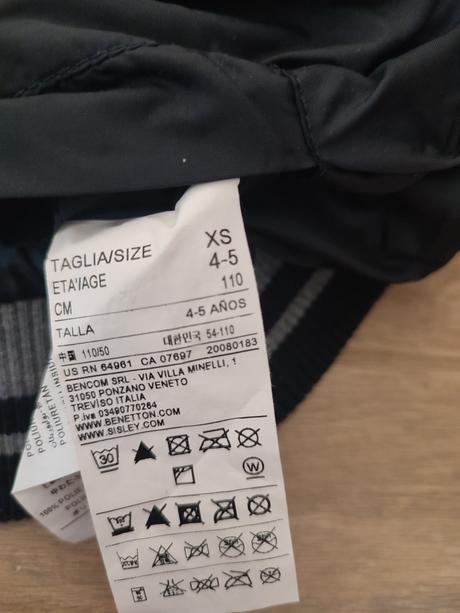 TAGLIA/SIZE XS
ETA'/AGE 4-5
CM 110
TALLA 4-5 AÑOS
中国 110/50 대한민국 54-110
US RN 64961 CA 07697 20080183
BENCOM SRL - VIA VILLA MINELLI, 1
31050 PONZANO VENETO
TREVISO ITALIA
P.iva 03490770264
WWW.BENETTON.COM
WWW.SISLEY.COM
30
W